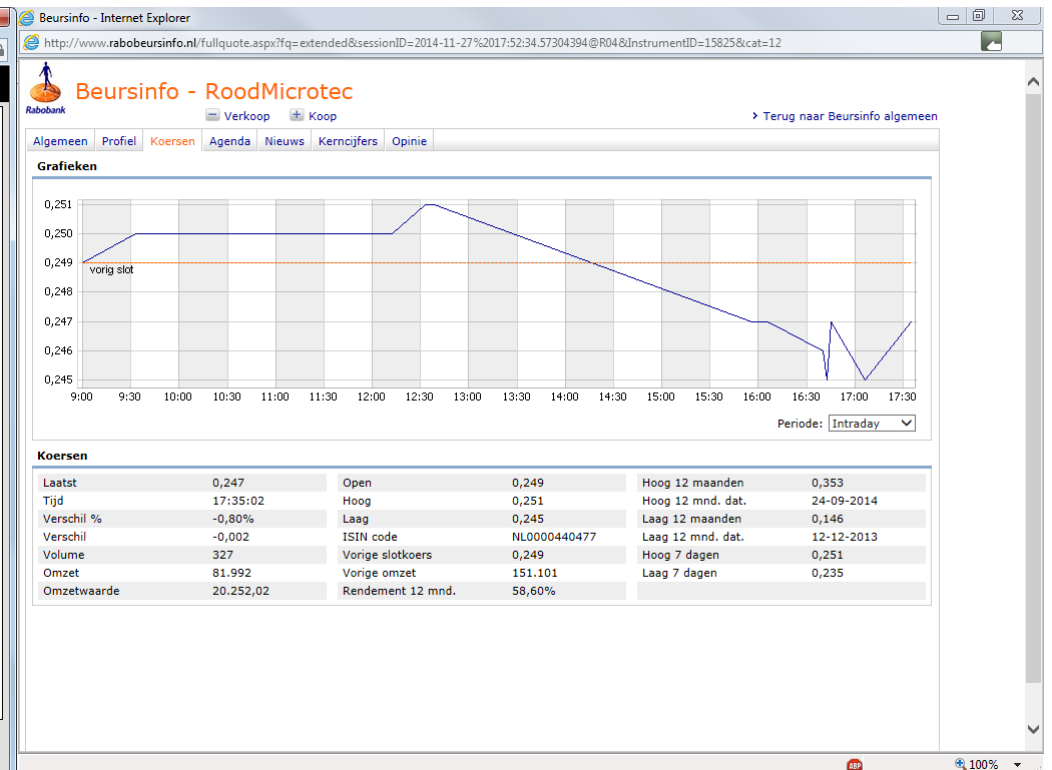 Beursinfo - Internet Explorer
http://www.rabobeursinfo.nl/fullquote.aspx?fq=extended&sessionID=2014-11-27%2017:52:34.57304394@R04&InstrumentID=15825&cat=12
Rabobank
Beursinfo - RoodMicrotec
Verkoop Koop
Terug naar Beursinfo algemeen
Algemeen Profiel Koersen Agenda Nieuws Kerncijfers Opinie
Grafieken
0,251
0,250
0,249
vorig slot
0,248
0,247
0,246
0,245
9:00 9:30 10:00 10:30 11:00 11:30 12:00 12:30 13:00 13:30 14:00 14:30 15:00 15:30 16:00 16:30 17:00 17:30
Periode: Intraday
Koersen
Laatst 0,247 Open 0,249 Hoog 12 maanden 0,353
Tijd 17:35:02 Hoog 0,251 Hoog 12 mnd. dat. 24-09-2014
Verschil % -0,80% Laag 0,245 Laag 12 maanden 0,146
Verschil -0,002 ISIN code NL0000440477 Laag 12 mnd. dat. 12-12-2013
Volume 327 Vorige slotkoers 0,249 Hoog 7 dagen 0,251
Omzet 81.992 Vorige omzet 151.101 Laag 7 dagen 0,235
Omzetwaarde 20.252,02 Rendement 12 mnd. 58,60%
ABP 100%